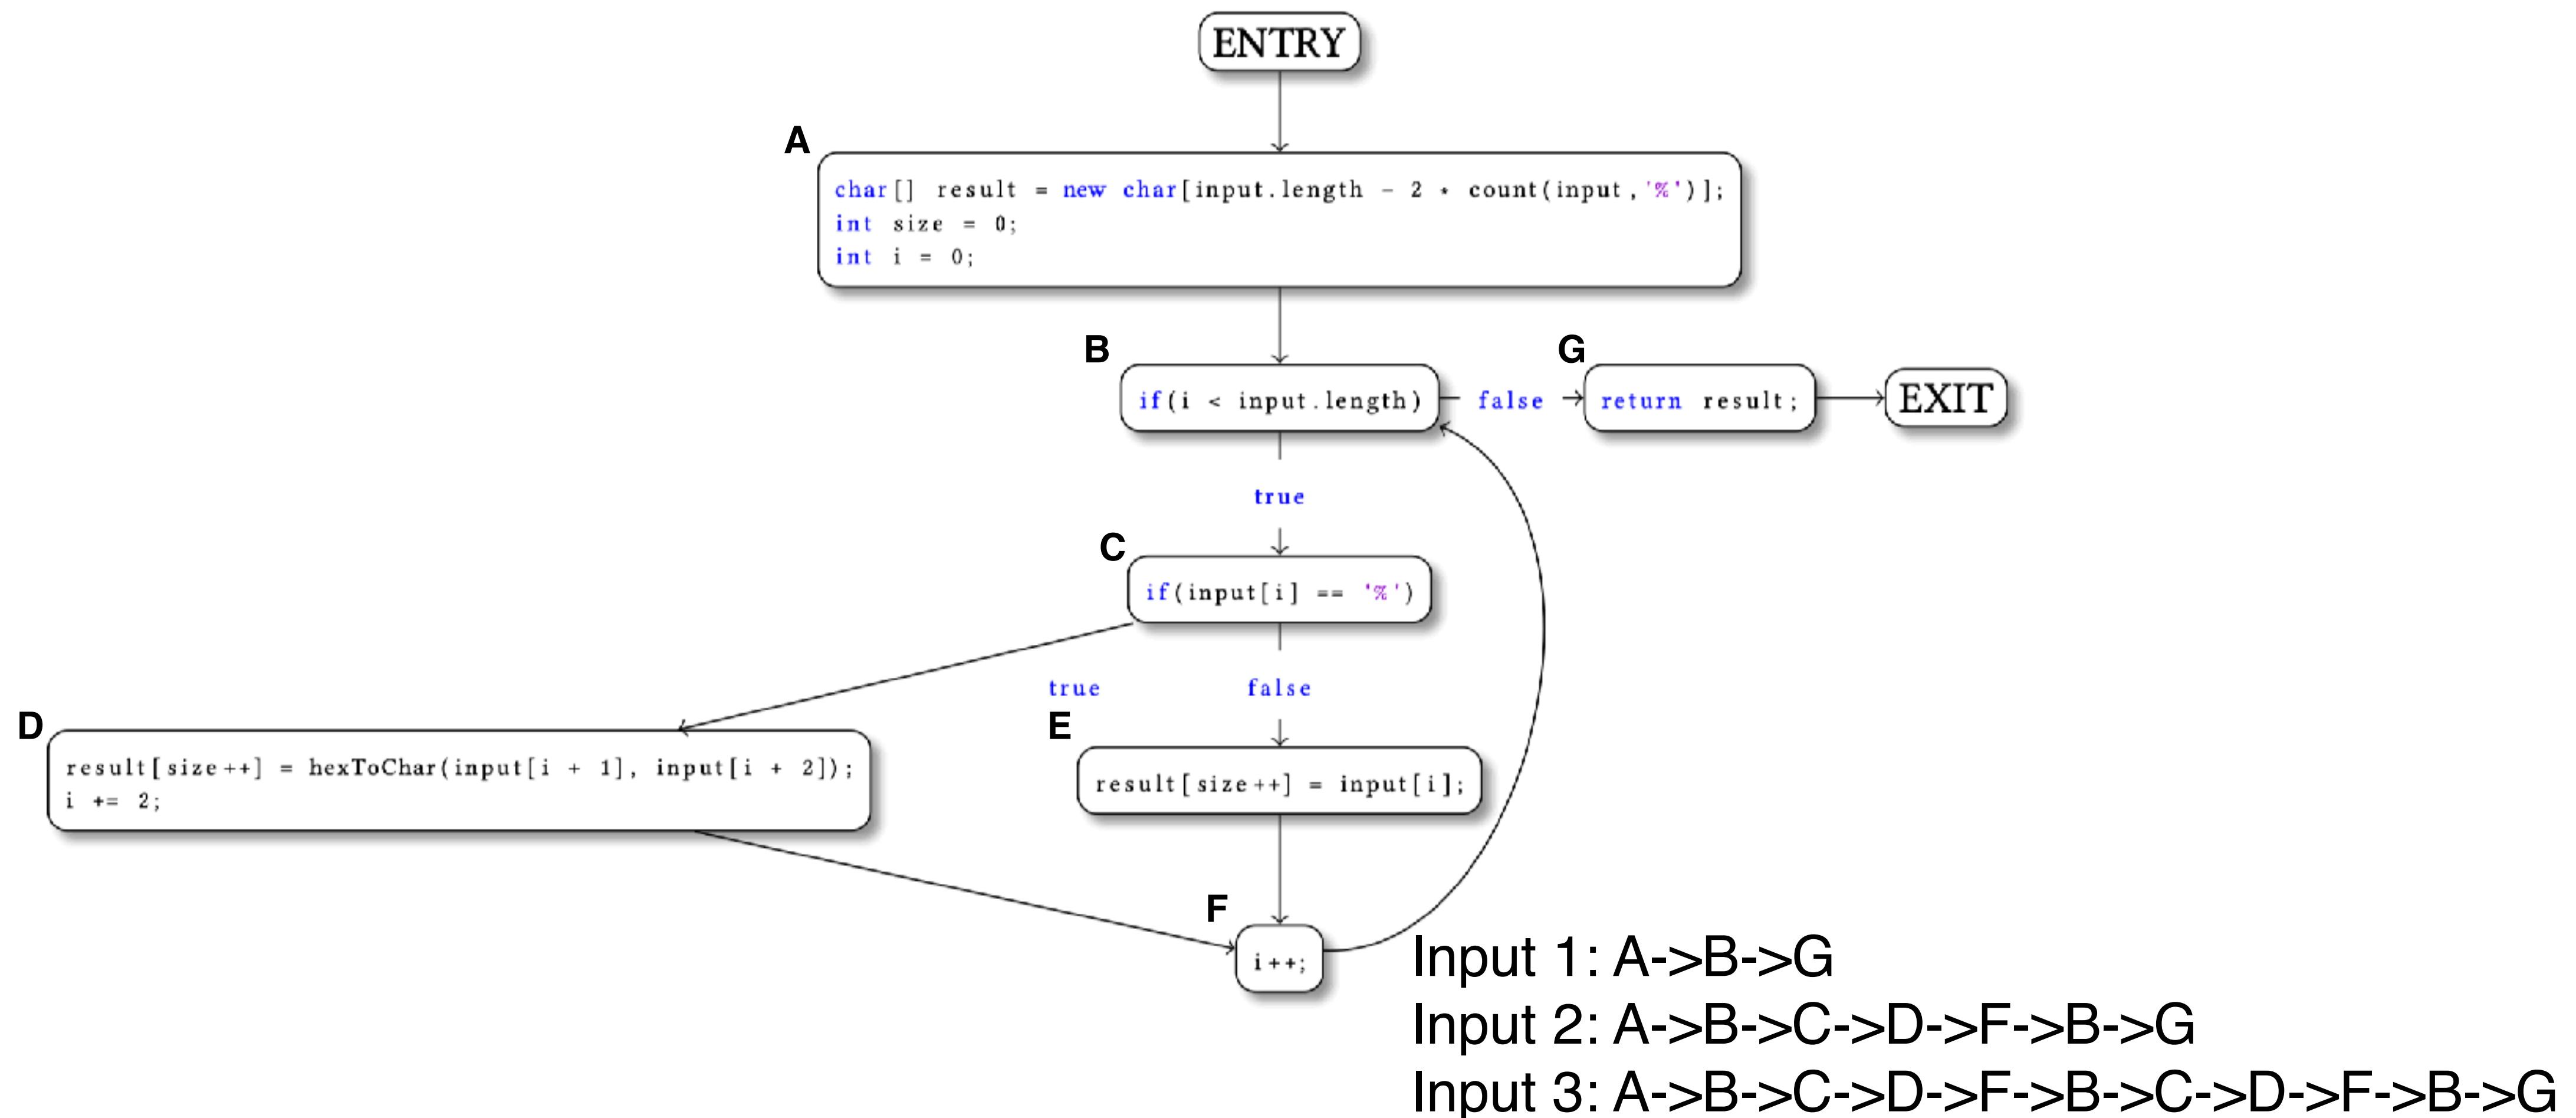 ENTRY
A
char[] result = new char[input.length - 2 * count(input,'%')];
int size = 0;
int i = 0;
B
if(i < input.length)
false
G
return result;
EXIT
true
C
if(input[i] == '%')
true
false
D
result[size++] = hexToChar(input[i + 1], input[i + 2]);
i += 2;
E
result[size++] = input[i];
F
i++;
Input 1: A->B->G
Input 2: A->B->C->D->F->B->G
Input 3: A->B->C->D->F->B->C->D->F->B->G